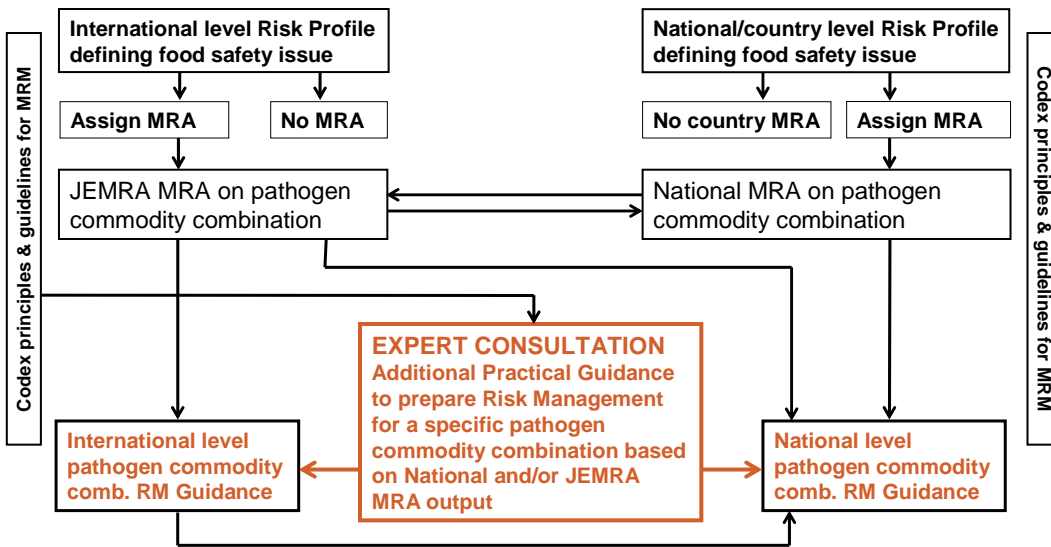 International level Risk Profile
defining food safety issue
National/country level Risk Profile
defining food safety issue
Codex principles & guidelines for MRM
Codex principles & guidelines for MRM
Assign MRA
No MRA
No country MRA
Assign MRA
JEMRA MRA on pathogen
commodity combination
National MRA on pathogen
commodity combination
EXPERT CONSULTATION
Additional Practical Guidance
to prepare Risk Management
for a specific pathogen
commodity combination based
on National and/or JEMRA
MRA output
International level
pathogen commodity
comb. RM Guidance
National level
pathogen commodity
comb. RM Guidance